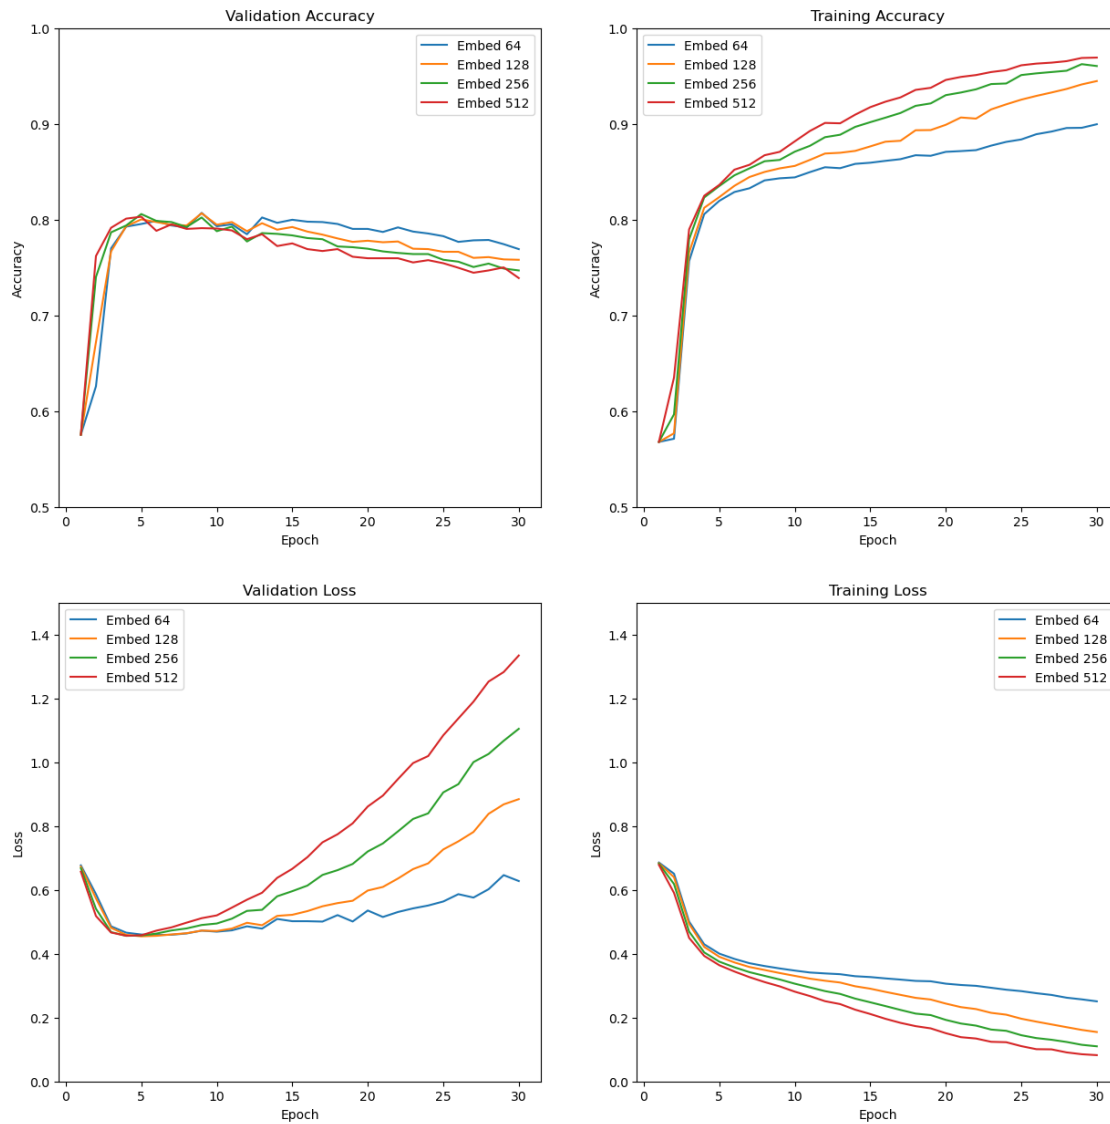 Validation Accuracy
Accuracy
1.0
0.9
0.8
0.7
0.6
0.5
Embed 64
Embed 128
Embed 256
Embed 512
0 5 10 15 20 25 30
Epoch
Training Accuracy
Accuracy
1.0
0.9
0.8
0.7
0.6
0.5
Embed 64
Embed 128
Embed 256
Embed 512
0 5 10 15 20 25 30
Epoch
Validation Loss
Loss
1.4
1.2
1.0
0.8
0.6
0.4
0.2
0.0
Embed 64
Embed 128
Embed 256
Embed 512
0 5 10 15 20 25 30
Epoch
Training Loss
Loss
1.4
1.2
1.0
0.8
0.6
0.4
0.2
0.0
Embed 64
Embed 128
Embed 256
Embed 512
0 5 10 15 20 25 30
Epoch